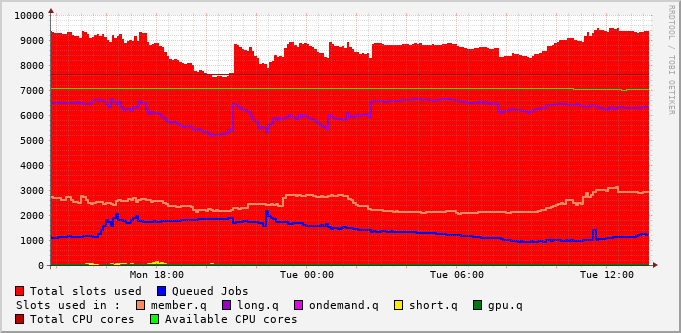 10000
9000
8000
7000
6000
5000
4000
3000
2000
1000
0
Mon 18:00 Tue 00:00 Tue 06:00 Tue 12:00
Total slots used Queued Jobs
Slots used in : member.q long.q ondemand.q short.q gpu.q
Total CPU cores Available CPU cores
RRDTOOL / TOBI OETIKER